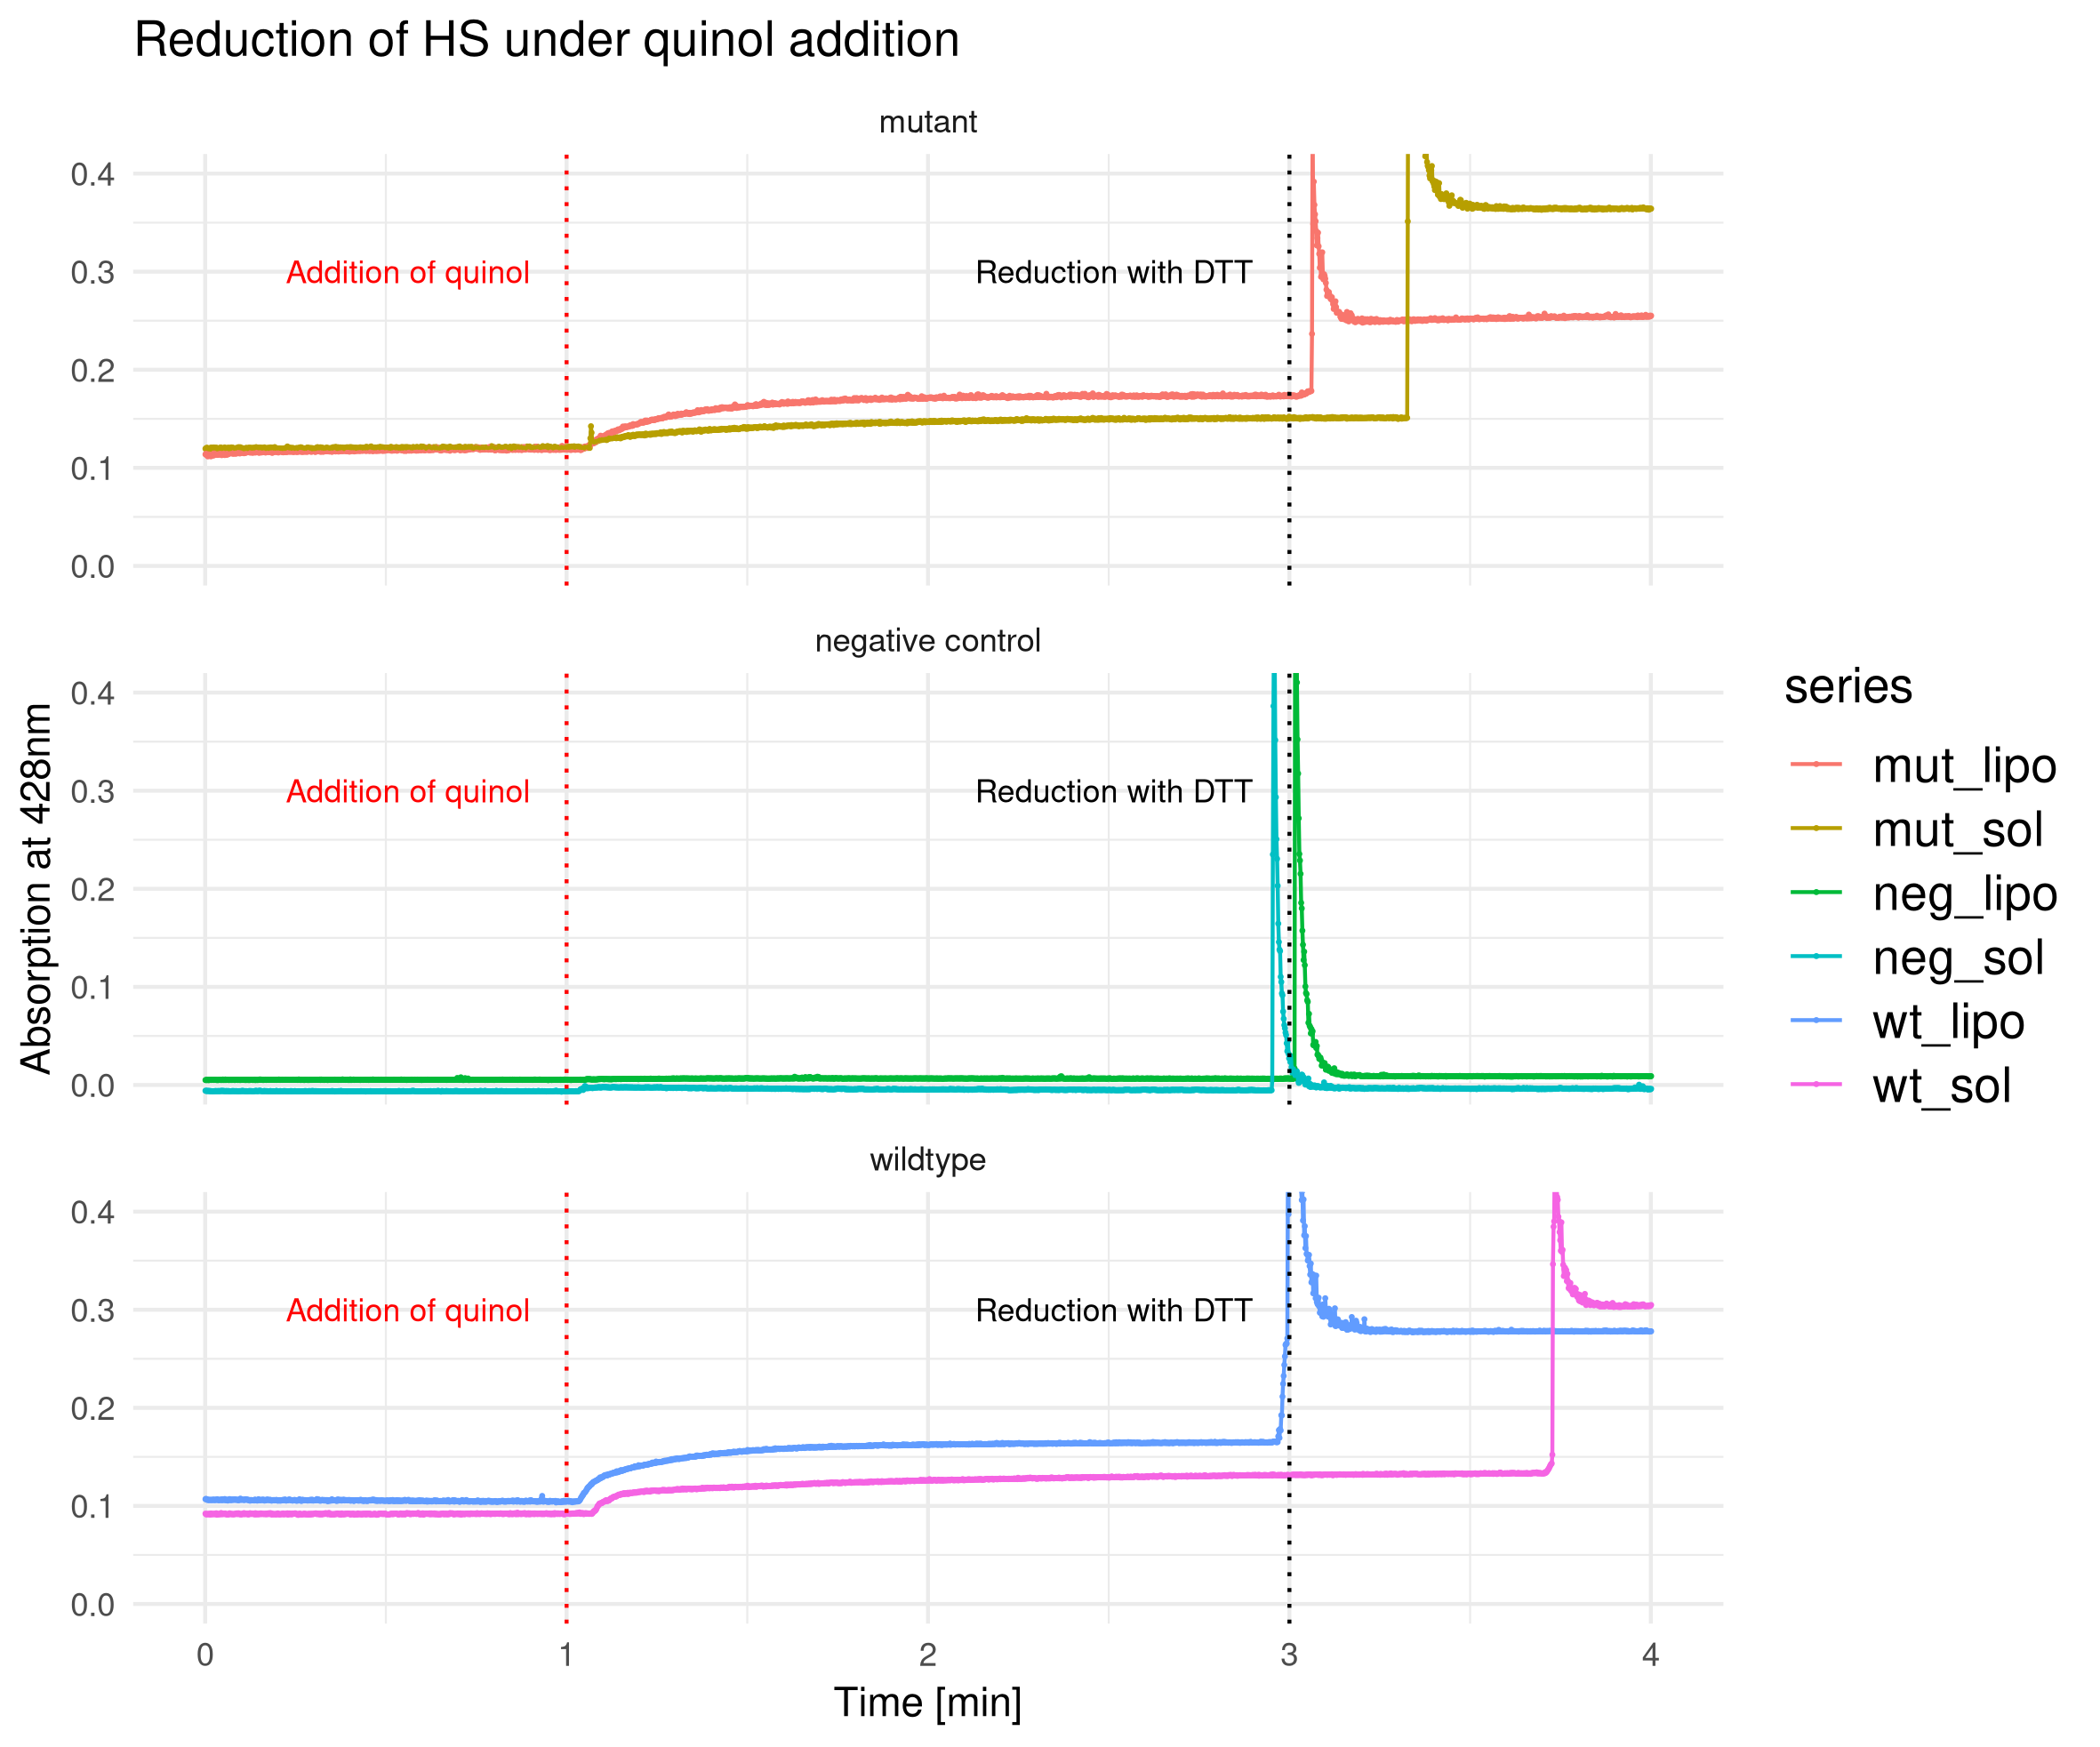 Reduction of HS under quinol addition
mutant
0.4
0.3
0.2
0.1
0.0
Addition of quinol
Reduction with DTT
negative control
0.4
0.3
0.2
0.1
0.0
Addition of quinol
Reduction with DTT
wildtype
0.4
0.3
0.2
0.1
0.0
Addition of quinol
Reduction with DTT
0 1 2 3 4
Time [min]
Absorption at 428nm
series
mut_lipo
mut_sol
neg_lipo
neg_sol
wt_lipo
wt_sol